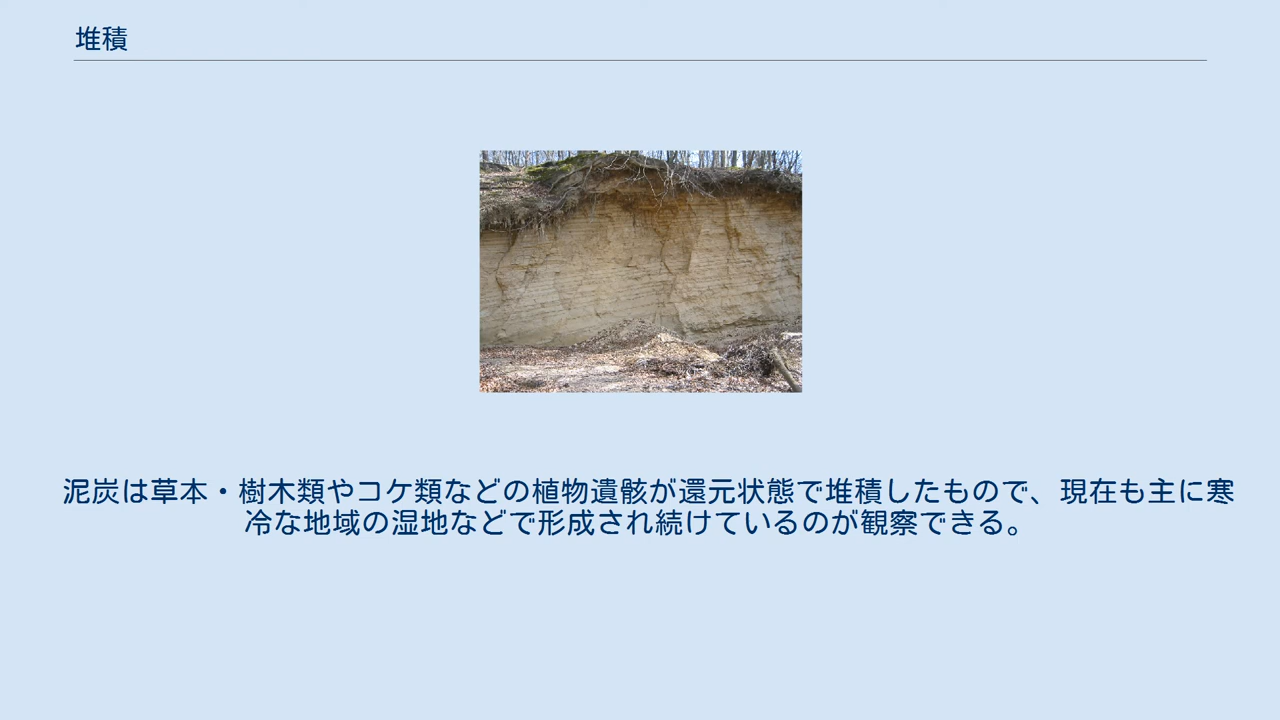 堆積
泥炭は草本・樹木類やコケ類などの植物遺骸が還元状態で堆積したもので、現在も主に寒
冷な地域の湿地などで形成され続けているのが観察できる。